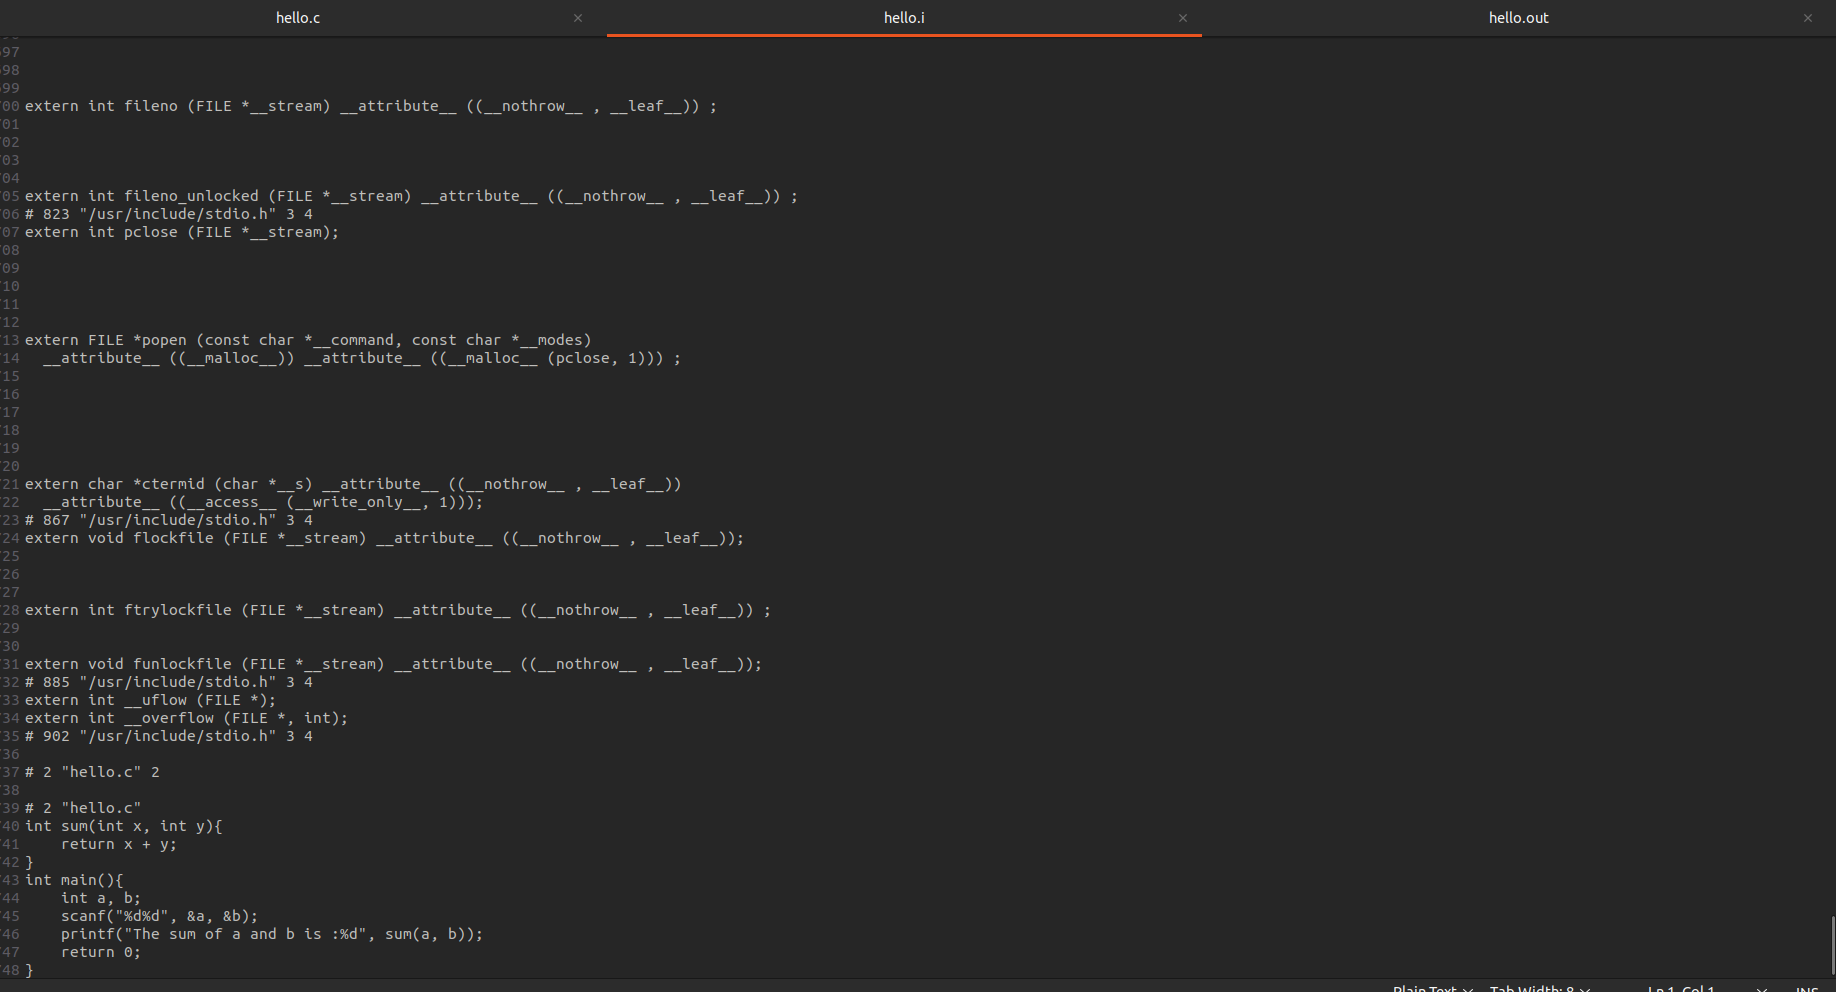 hello.c × hello.i × hello.out ×
97
98
99
00 extern int fileno (FILE *__stream) __attribute__ ((__nothrow__ , __leaf__)) ;
01
02
03
04
05 extern int fileno_unlocked (FILE *__stream) __attribute__ ((__nothrow__ , __leaf__)) ;
06 # 823 "/usr/include/stdio.h" 3 4
07 extern int pclose (FILE *__stream);
08
09
10
11
12
13 extern FILE *popen (const char *__command, const char *__modes)
14   __attribute__ ((__malloc__)) __attribute__ ((__malloc__ (pclose, 1))) ;
15
16
17
18
19
20
21 extern char *ctermid (char *__s) __attribute__ ((__nothrow__ , __leaf__))
22   __attribute__ ((__access__ (__write_only__, 1)));
23 # 867 "/usr/include/stdio.h" 3 4
24 extern void flockfile (FILE *__stream) __attribute__ ((__nothrow__ , __leaf__));
25
26
27
28 extern int ftrylockfile (FILE *__stream) __attribute__ ((__nothrow__ , __leaf__)) ;
29
30
31 extern void funlockfile (FILE *__stream) __attribute__ ((__nothrow__ , __leaf__));
32 # 885 "/usr/include/stdio.h" 3 4
33 extern int __uflow (FILE *);
34 extern int __overflow (FILE *, int);
35 # 902 "/usr/include/stdio.h" 3 4
36
37 # 2 "hello.c" 2
38
39 # 2 "hello.c"
40 int sum(int x, int y){
41     return x + y;
42 }
43 int main(){
44     int a, b;
45     scanf("%d%d", &a, &b);
46     printf("The sum of a and b is :%d", sum(a, b));
47     return 0;
48 }
Plain Text Tab Width: 8 Ln 1, Col 1 INS